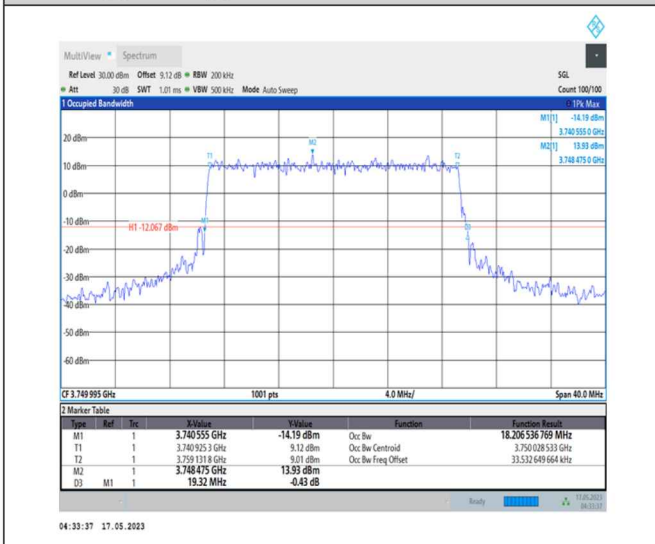 MultiView Spectrum
Ref Level 30.00 dBm Offset 9.12 dB RBW 200 kHz SGL
Att 30 dB SWT 1.01 ms VBW 500 kHz Mode Auto Sweep Count 100/100
1 Occupied Bandwidth 1Pk Max
M1[1] -14.19 dBm
3.740 555 0 GHz
M2[1] 13.93 dBm
3.748 475 0 GHz
20 dBm
M2
T1 T2
10 dBm
0 dBm
-10 dBm
M1
H1 -12.067 dBm
D3
-20 dBm
-30 dBm
-40 dBm
-50 dBm
-60 dBm
CF 3.749 995 GHz 1001 pts 4.0 MHz/ Span 40.0 MHz
2 Marker Table
Type Ref Trc X-Value Y-Value Function Function Result
M1 1 3.740 555 GHz -14.19 dBm Occ Bw 18.206 536 769 MHz
T1 1 3.740 925 3 GHz 9.12 dBm Occ Bw Centroid 3.750 028 533 GHz
T2 1 3.759 131 8 GHz 9.01 dBm Occ Bw Freq Offset 33.532 649 664 kHz
M2 1 3.748 475 GHz 13.93 dBm
D3 M1 1 19.32 MHz -0.43 dB
Ready 17.05.2023
04:33:37
04:33:37 17.05.2023